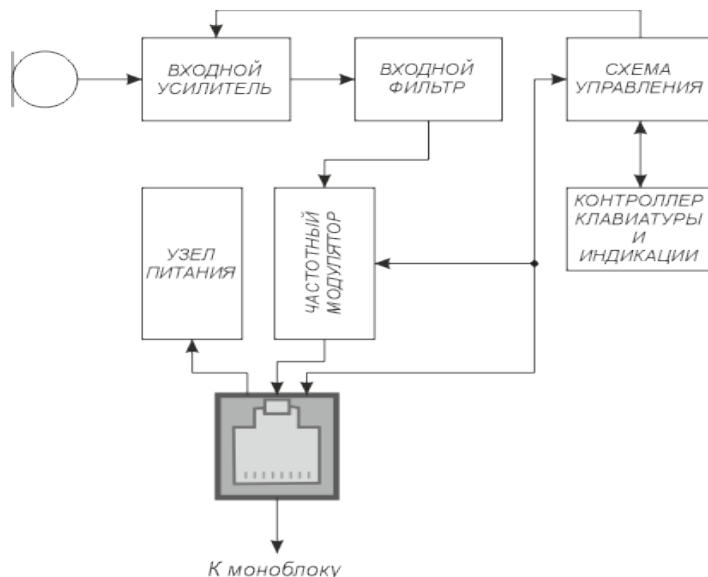 ВХОДНОЙ
УСИЛИТЕЛЬ
ВХОДНОЙ
ФИЛЬТР
СХЕМА
УПРАВЛЕНИЯ
УЗЕЛ
ПИТАНИЯ
ЧАСТОТНЫЙ
МОДУЛЯТОР
КОНТРОЛЛЕР
КЛАВИАТУРЫ
И
ИНДИКАЦИИ
К моноблоку